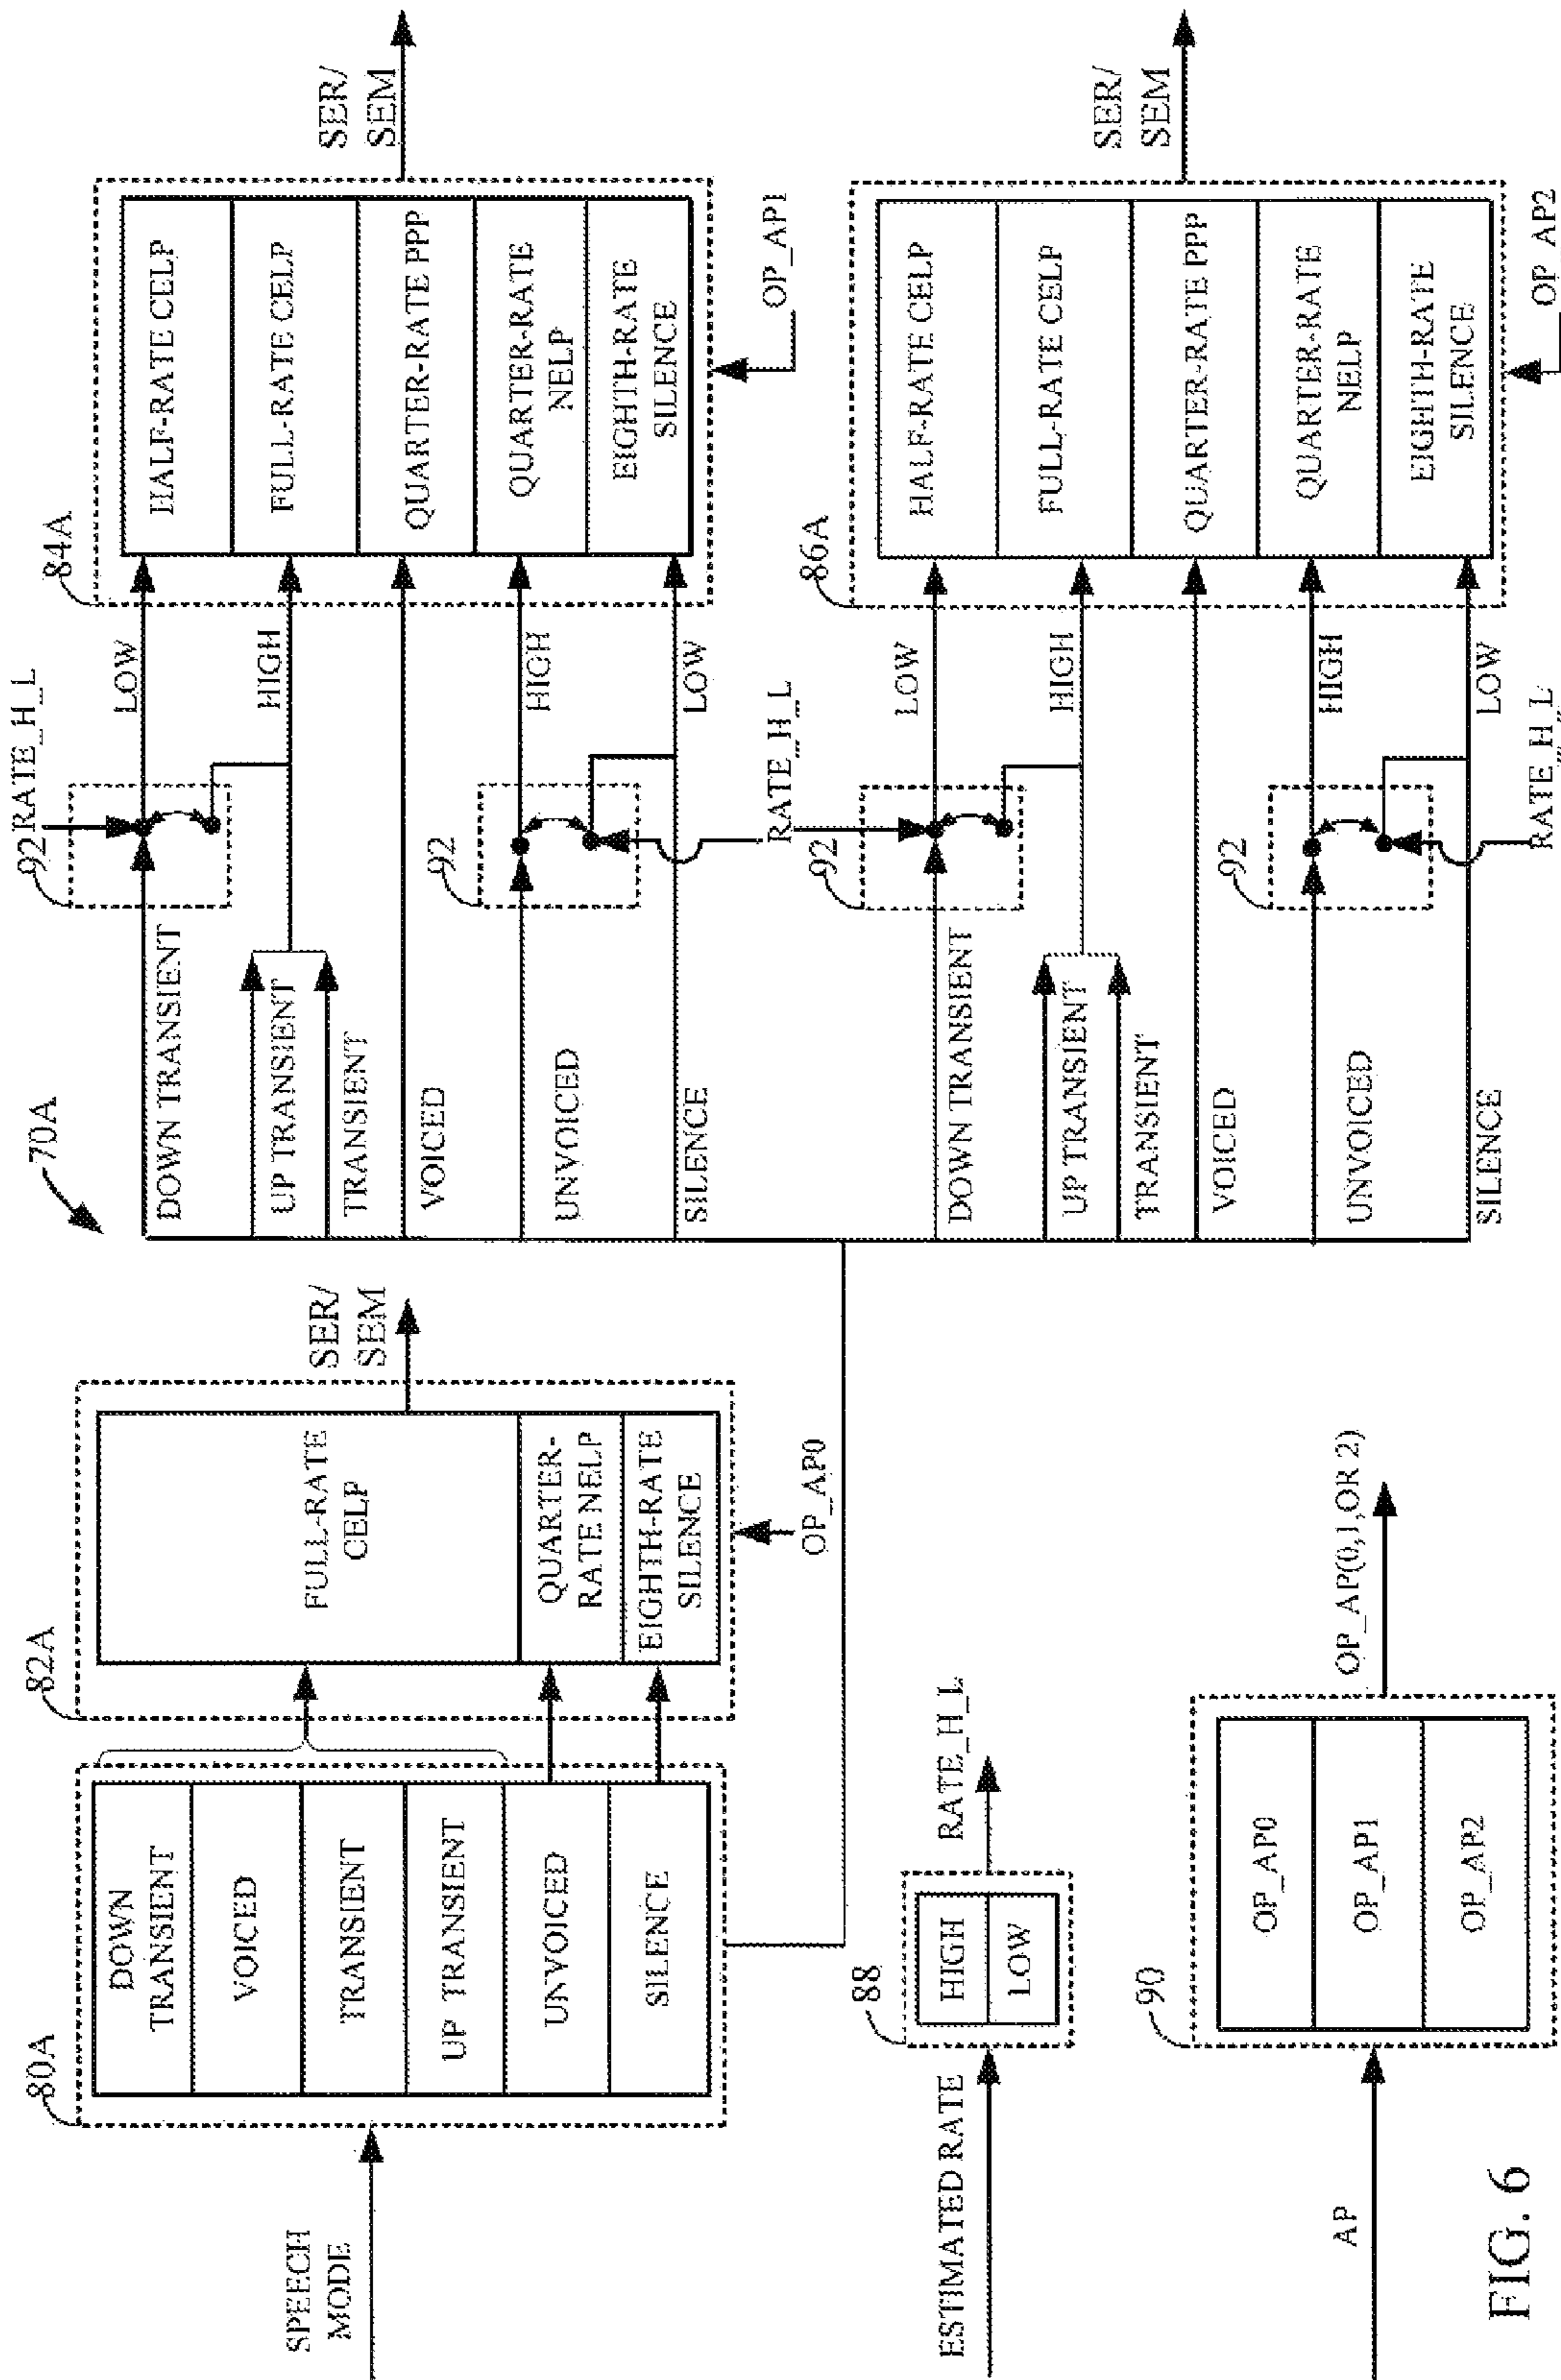 70A
80A
SPEECH
MODE
DOWN
TRANSIENT
VOICED
TRANSIENT
UP TRANSIENT
UNVOICED
SILENCE
82A
FULL-RATE
CELP
QUARTER-
RATE NELP
EIGHTH-RATE
SILENCE
SER/
SEM
OP_AP0
ESTIMATED RATE
88
HIGH
LOW
RATE_H_L
AP
90
OP_AP0
OP_AP1
OP_AP2
OP_AP(0,1,OR 2)
DOWN TRANSIENT
UP TRANSIENT
TRANSIENT
VOICED
UNVOICED
SILENCE
92
RATE_H_L
LOW
HIGH
92
HIGH
LOW
RATE_H_L
84A
HALF-RATE CELP
FULL-RATE CELP
QUARTER-RATE PPP
QUARTER-RATE
NELP
EIGHTH-RATE
SILENCE
SER/
SEM
OP_AP1
DOWN TRANSIENT
UP TRANSIENT
TRANSIENT
VOICED
UNVOICED
SILENCE
92
LOW
HIGH
92
HIGH
LOW
RATE_H_L
86A
HALF-RATE CELP
FULL-RATE CELP
QUARTER-RATE PPP
QUARTER-RATE
NELP
EIGHTH-RATE
SILENCE
SER/
SEM
OP_AP2
FIG. 6